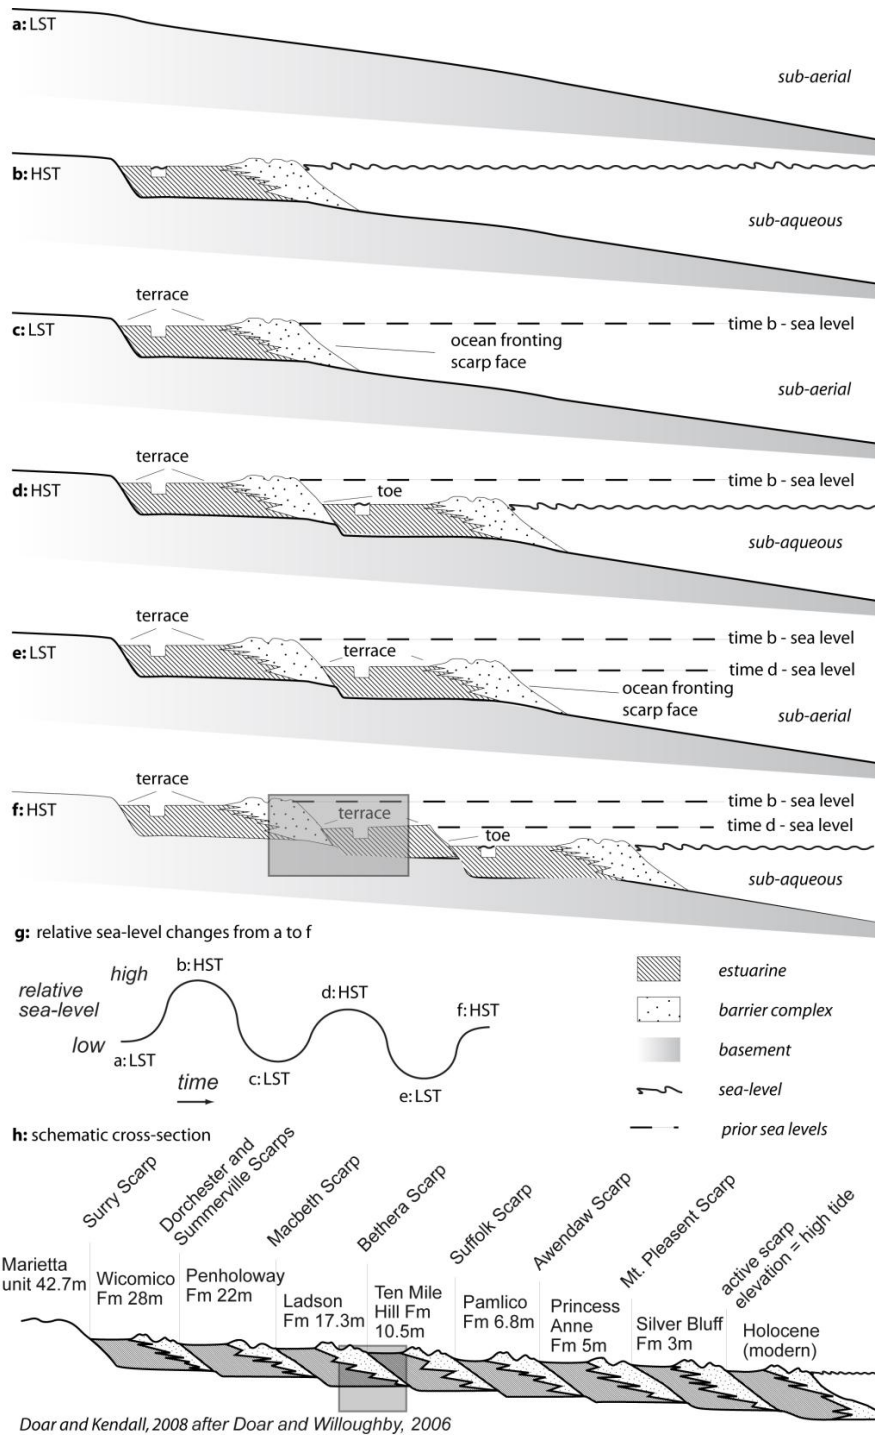 a: LST
sub-aerial
b: HST
sub-aqueous
terrace
c: LST
time b - sea level
ocean fronting
scarp face
sub-aerial
terrace
d: HST
time b - sea level
toe
sub-aqueous
terrace
e: LST
time b - sea level
terrace
time d - sea level
ocean fronting
scarp face
sub-aerial
terrace
f: HST
time b - sea level
terrace
time d - sea level
toe
sub-aqueous
g: relative sea-level changes from a to f
relative
sea-level
high
low
b: HST
d: HST
f: HST
a: LST
c: LST
e: LST
time
estuarine
barrier complex
basement
sea-level
prior sea levels
h: schematic cross-section
Surry Scarp
Dorchester and
Summerville Scarps
Macbeth Scarp
Bethera Scarp
Suffolk Scarp
Awendaw Scarp
Mt. Pleasant Scarp
active scarp
elevation = high tide
Marietta
unit 42.7m
Wicomico
Fm 28m
Penholoway
Fm 22m
Ladson
Fm 17.3m
Ten Mile
Hill Fm
10.5m
Pamlico
Fm 6.8m
Princess
Anne
Fm 5m
Silver Bluff
Fm 3m
Holocene
(modern)
Doar and Kendall, 2008 after Doar and Willoughby, 2006